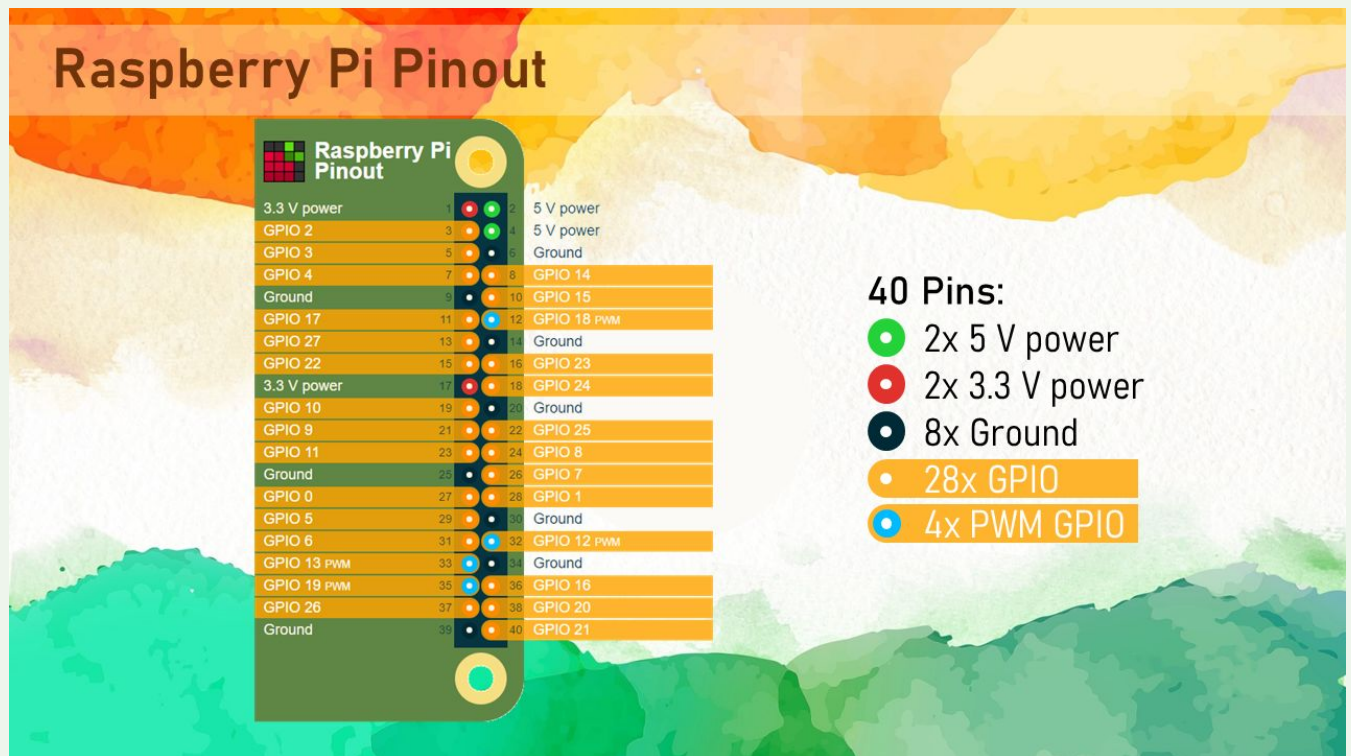 Raspberry Pi Pinout
Raspberry Pi
Pinout
3.3 V power 1 2 5 V power
GPIO 2 3 4 5 V power
GPIO 3 5 6 Ground
GPIO 4 7 8 GPIO 14
Ground 9 10 GPIO 15
GPIO 17 11 12 GPIO 18 PWM
GPIO 27 13 14 Ground
GPIO 22 15 16 GPIO 23
3.3 V power 17 18 GPIO 24
GPIO 10 19 20 Ground
GPIO 9 21 22 GPIO 25
GPIO 11 23 24 GPIO 8
Ground 25 26 GPIO 7
GPIO 0 27 28 GPIO 1
GPIO 5 29 30 Ground
GPIO 6 31 32 GPIO 12 PWM
GPIO 13 PWM 33 34 Ground
GPIO 19 PWM 35 36 GPIO 16
GPIO 26 37 38 GPIO 20
Ground 39 40 GPIO 21
40 Pins:
2x 5 V power
2x 3.3 V power
8x Ground
28x GPIO
4x PWM GPIO